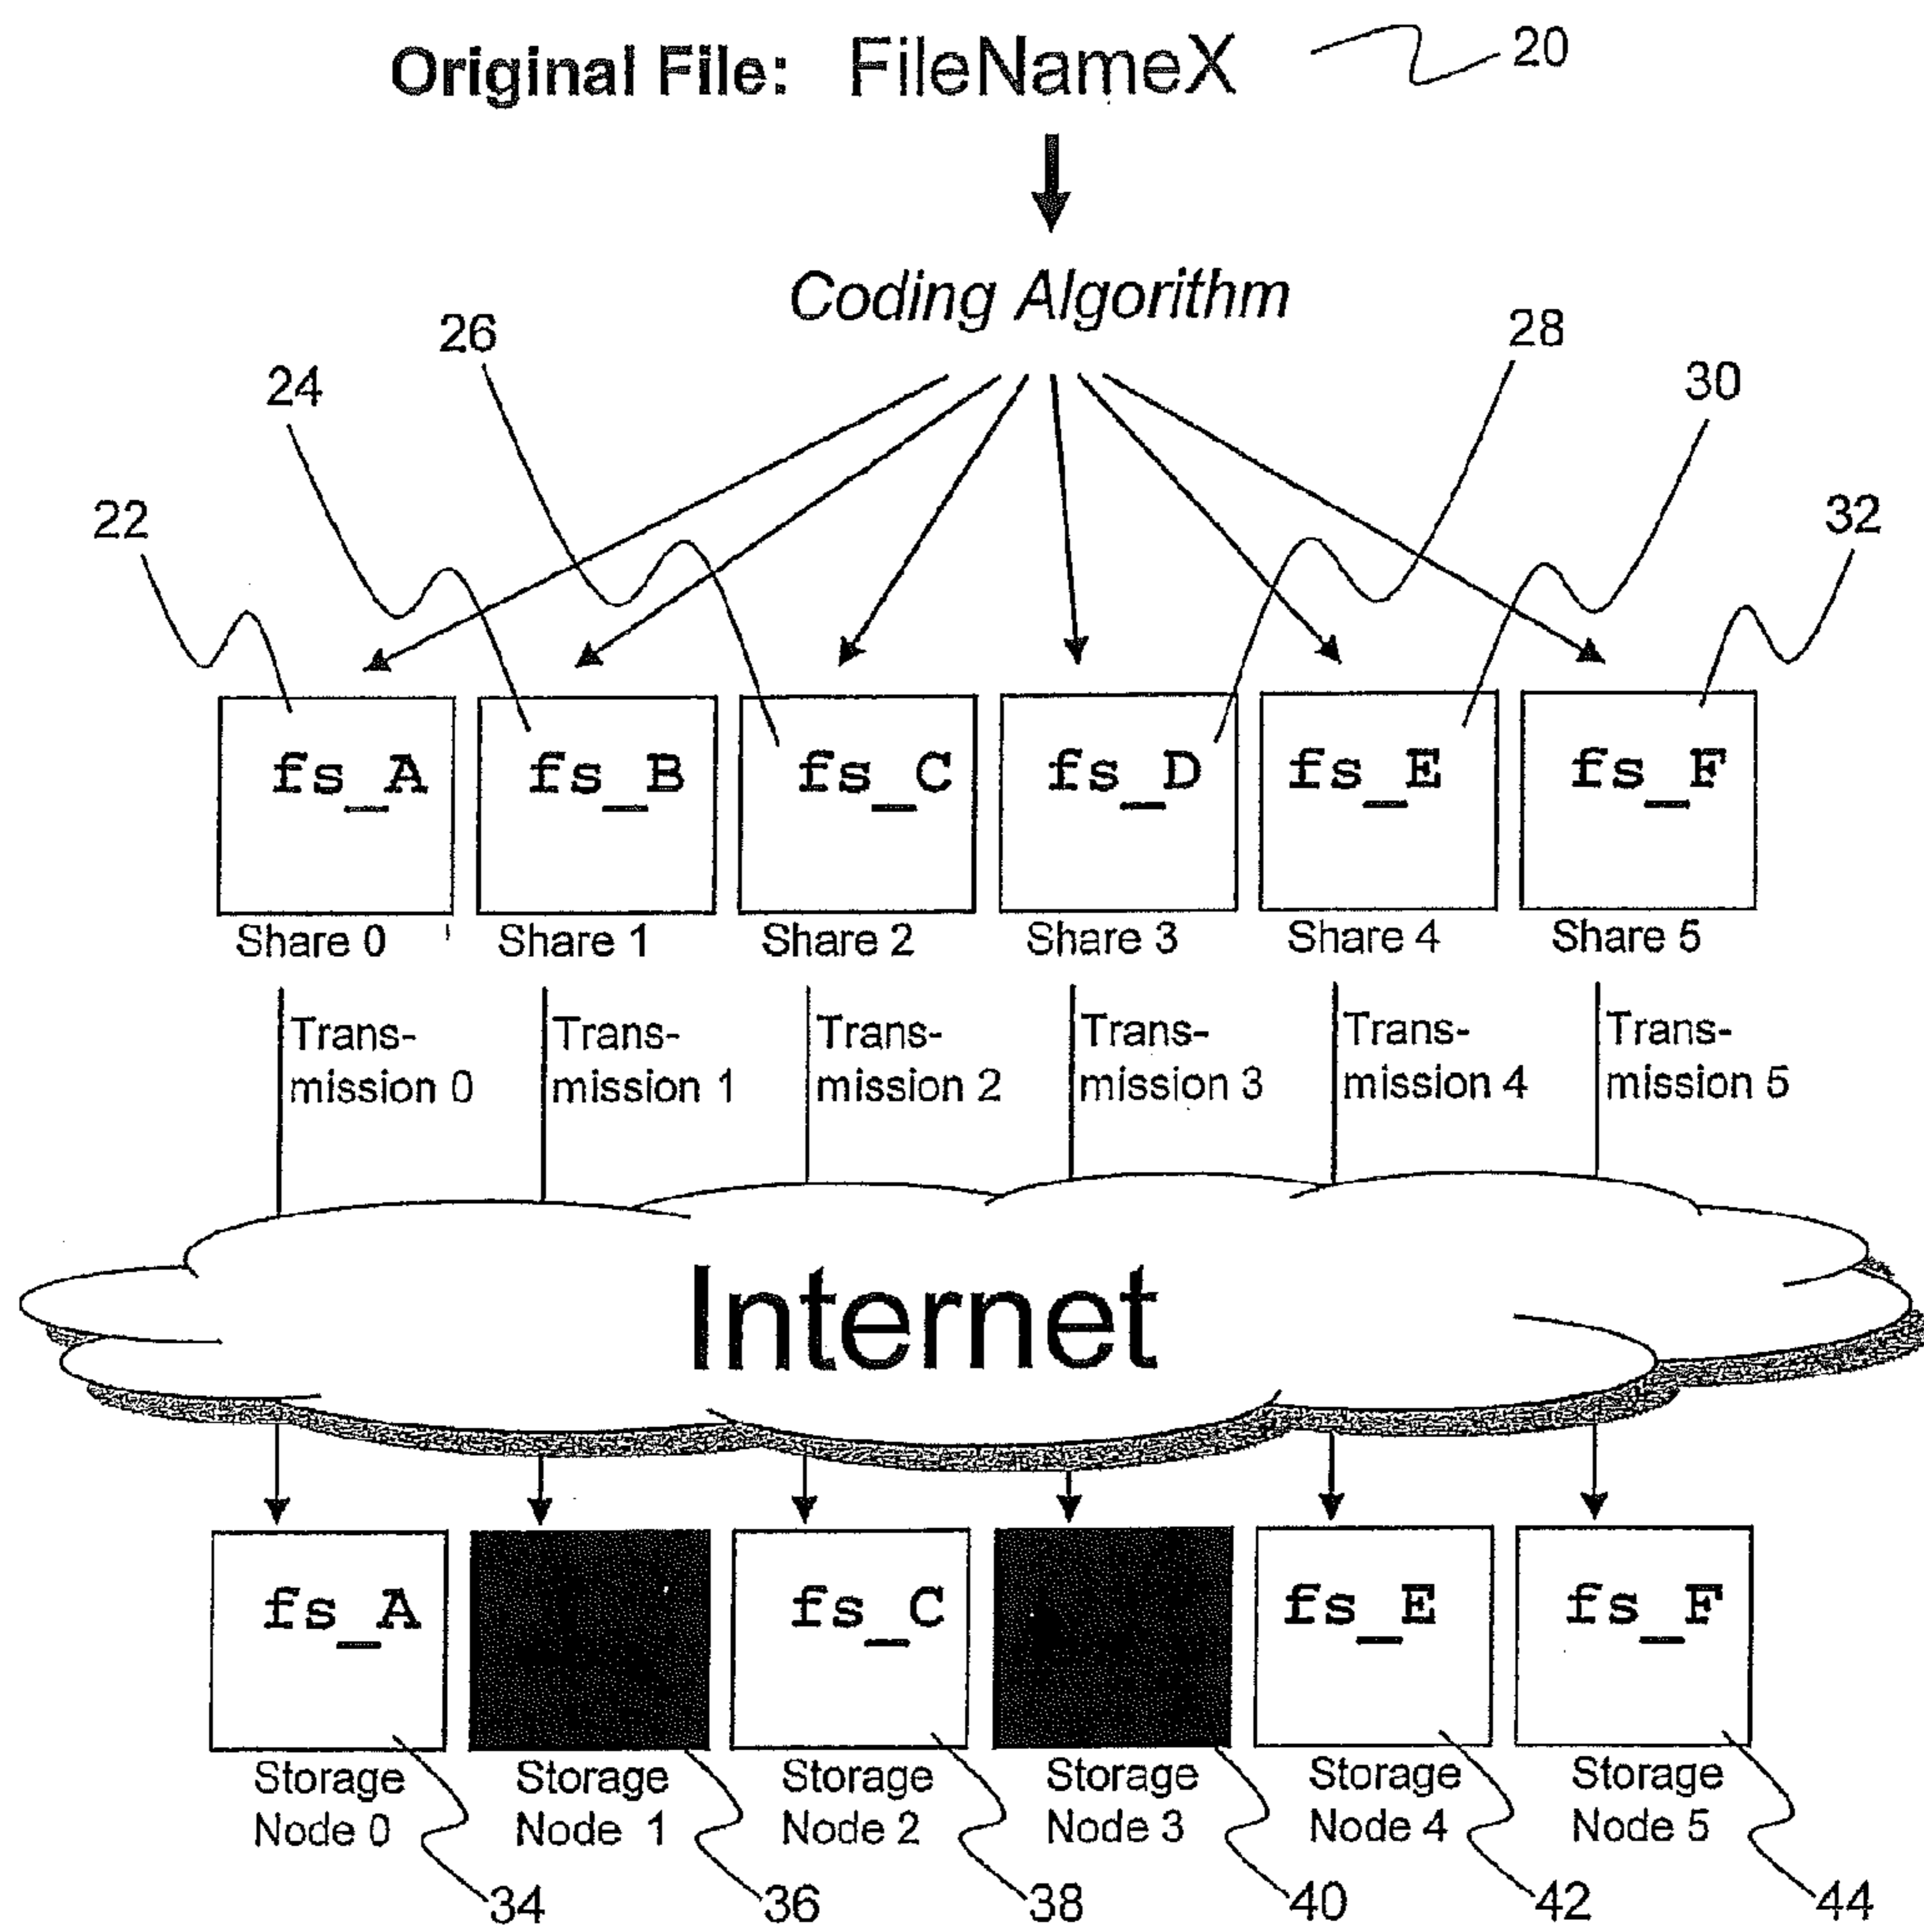 Original File: FileNameX 20
Coding Algorithm
26
28
24
30
22
32
fs_A fs_B fs_C fs_D fs_E fs_F
Share 0 Share 1 Share 2 Share 3 Share 4 Share 5
Trans- Trans- Trans- Trans- Trans- Trans-
mission 0 mission 1 mission 2 mission 3 mission 4 mission 5
Internet
fs_A fs_C fs_E fs_F
Storage Storage Storage Storage Storage Storage
Node 0 Node 1 Node 2 Node 3 Node 4 Node 5
34 36 38 40 42 44